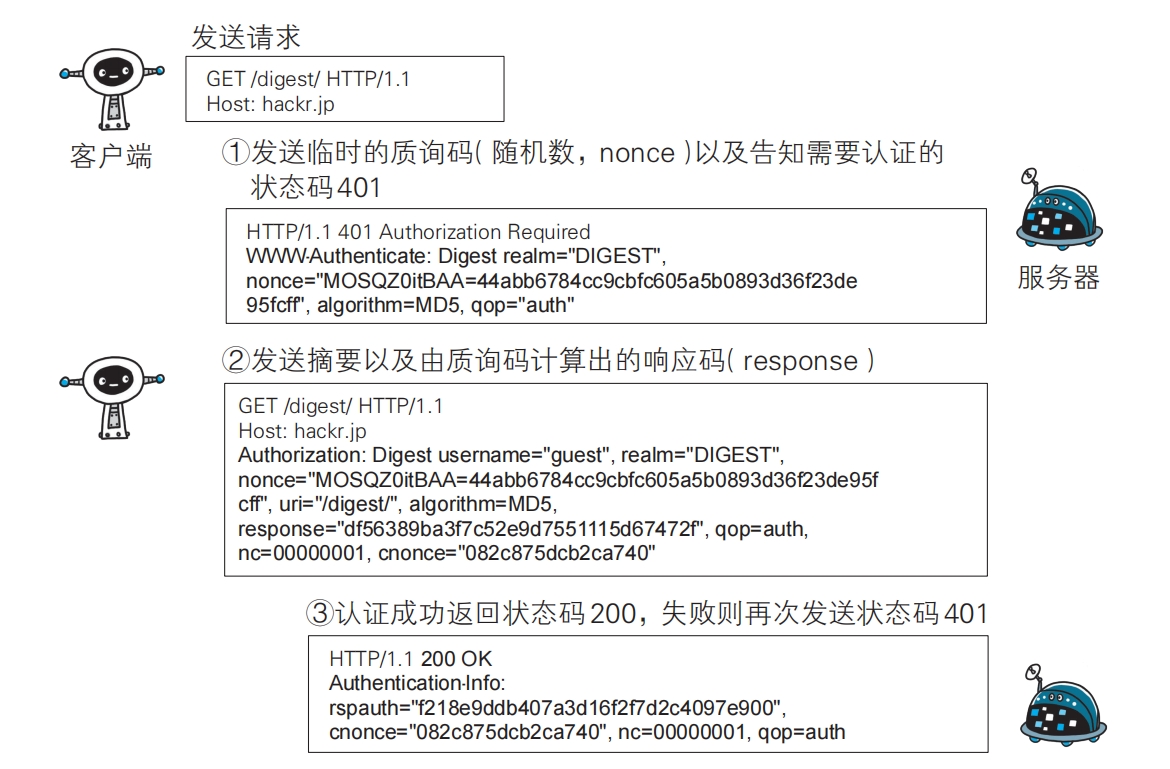 发送请求
GET /digest/ HTTP/1.1
Host: hackr.jp
客户端
①发送临时的质询码(随机数，nonce)以及告知需要认证的
状态码401
HTTP/1.1 401 Authorization Required
WWW-Authenticate: Digest realm="DIGEST",
nonce="MOSQZ0itBAA=44abb6784cc9cbfc605a5b0893d36f23de
95fcff", algorithm=MD5, qop="auth"
服务器
②发送摘要以及由质询码计算出的响应码(response)
GET /digest/ HTTP/1.1
Host: hackr.jp
Authorization: Digest username="guest", realm="DIGEST",
nonce="MOSQZ0itBAA=44abb6784cc9cbfc605a5b0893d36f23de95f
cff", uri="/digest/", algorithm=MD5,
response="df56389ba3f7c52e9d7551115d67472f", qop=auth,
nc=00000001, cnonce="082c875dcb2ca740"
③认证成功返回状态码200，失败则再次发送状态码401
HTTP/1.1 200 OK
Authentication-Info:
rspauth="f218e9ddb407a3d16f2f7d2c4097e900",
cnonce="082c875dcb2ca740", nc=00000001, qop=auth